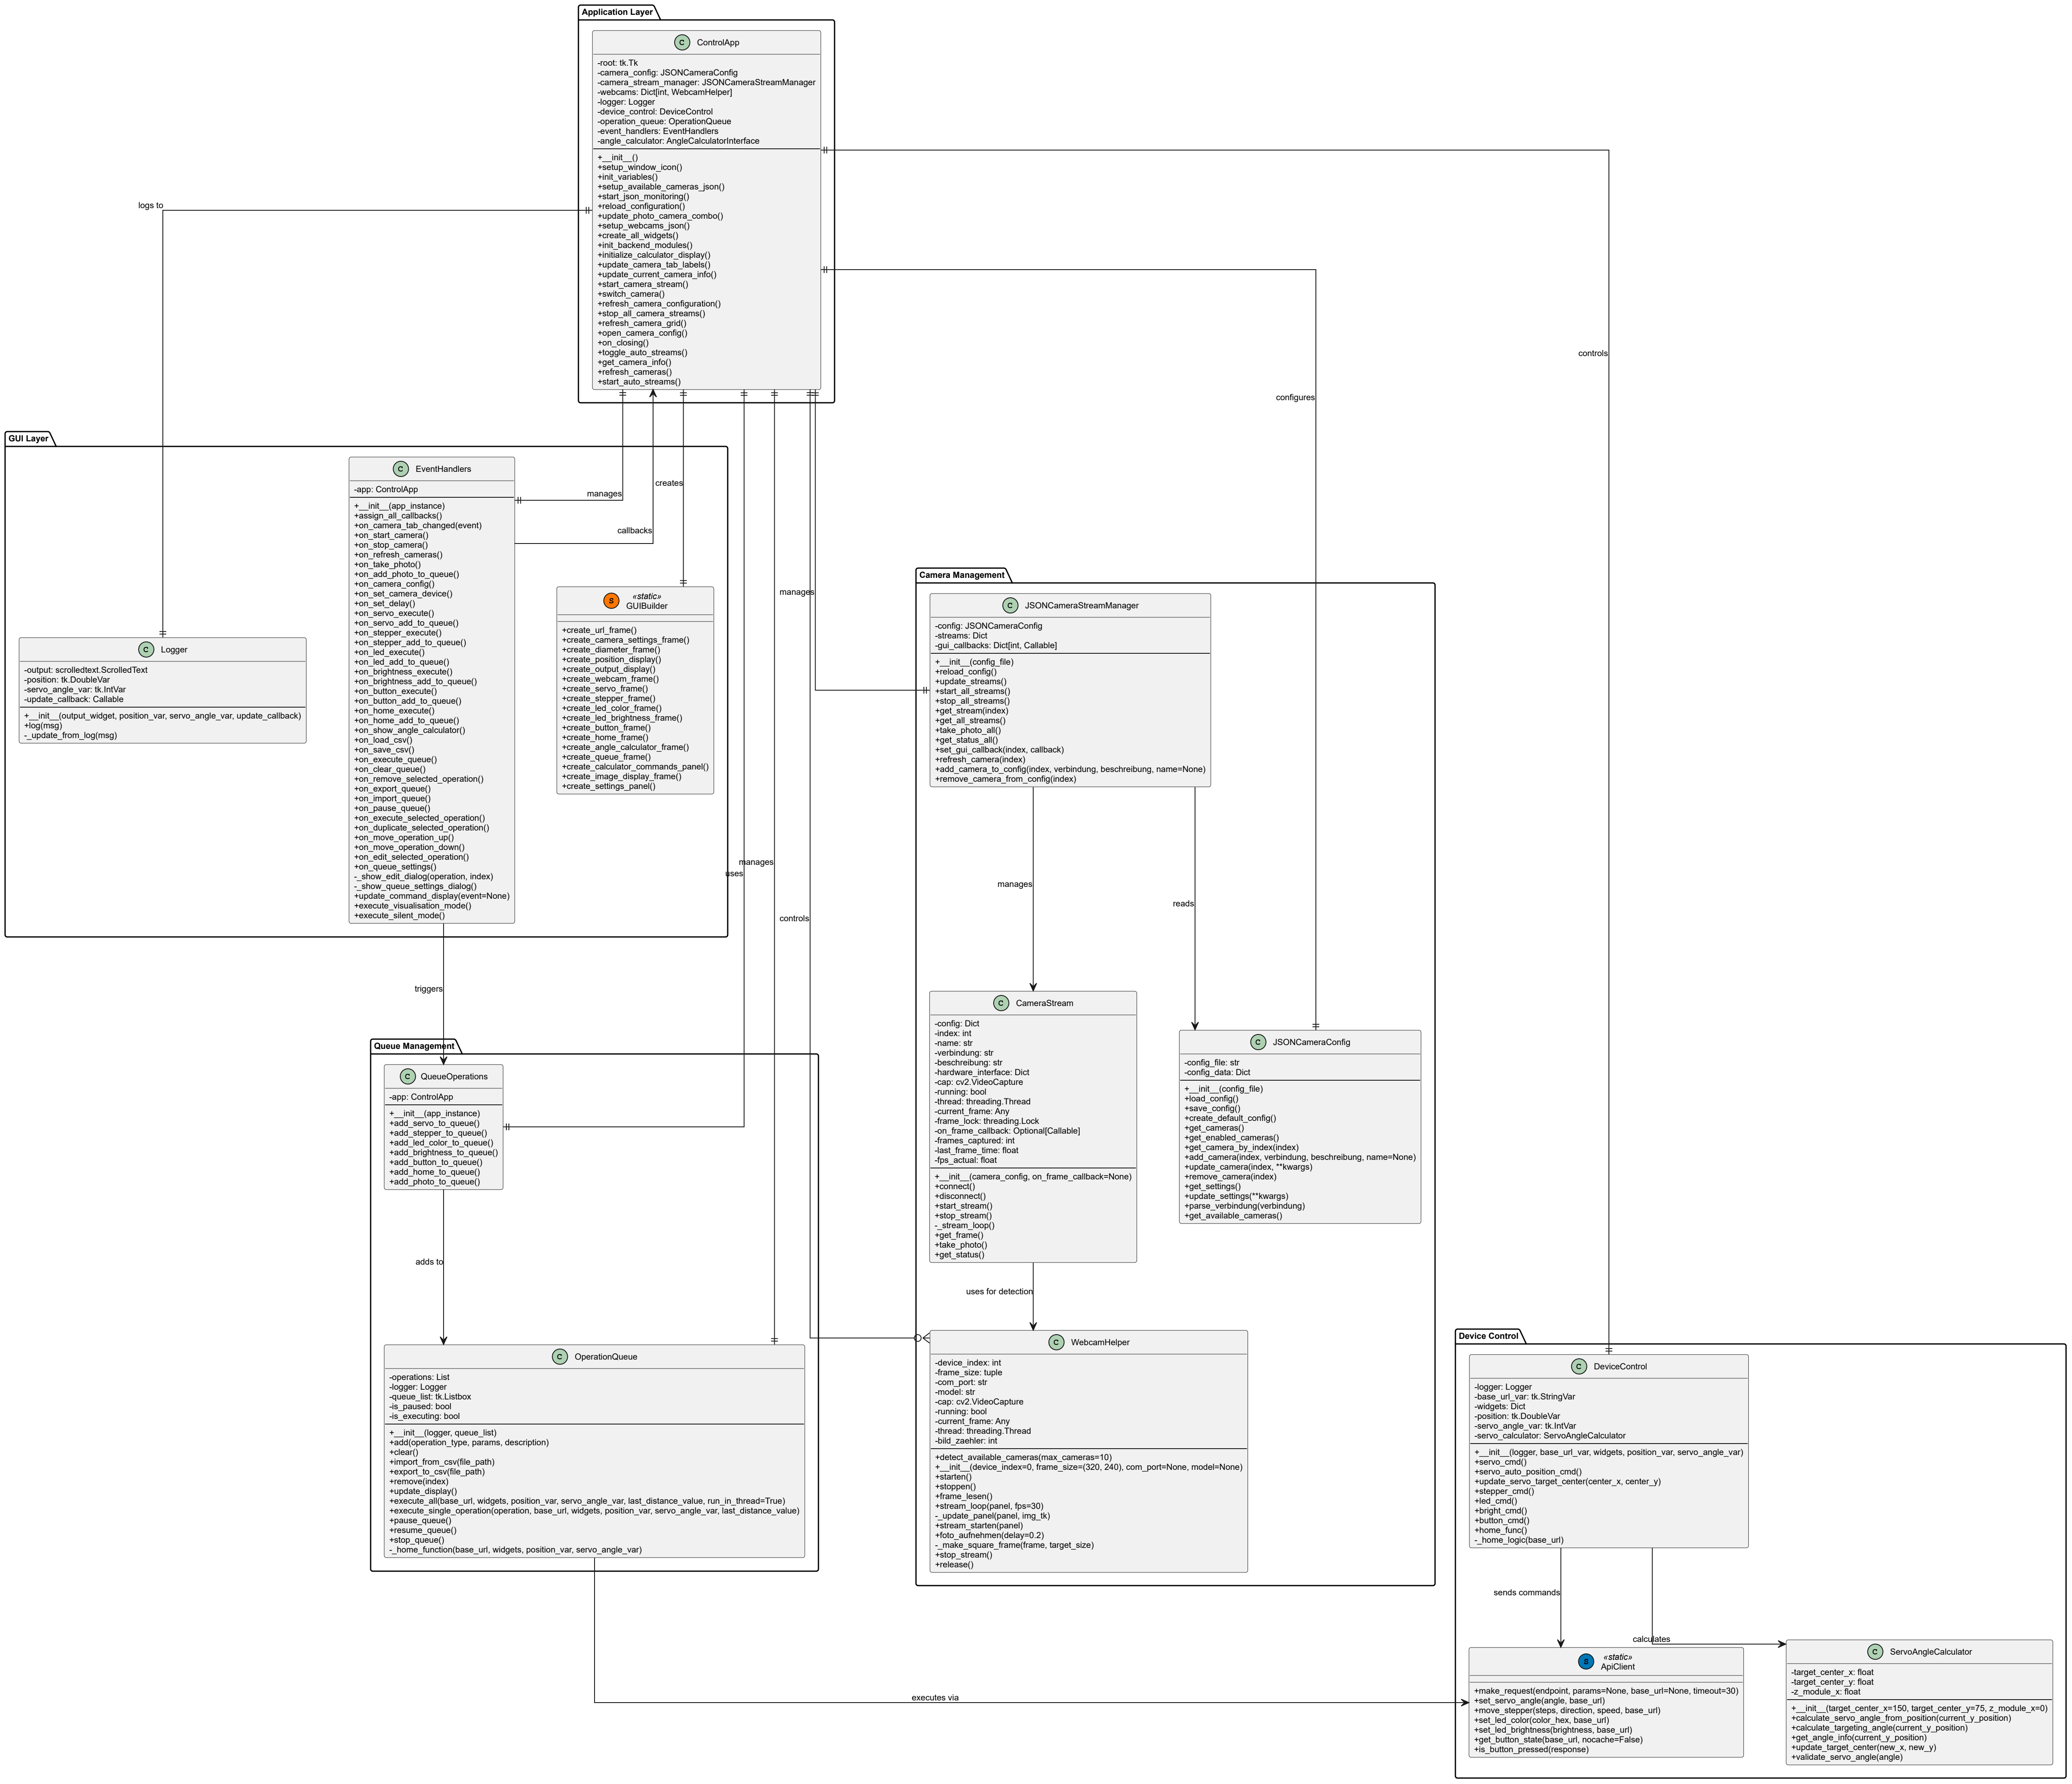 Application Layer
C ControlApp
-root: tk.Tk
-camera_config: JSONCameraConfig
-camera_stream_manager: JSONCameraStreamManager
-webcams: Dict[int, WebcamHelper]
-logger: Logger
-device_control: DeviceControl
-operation_queue: OperationQueue
-event_handlers: EventHandlers
-angle_calculator: AngleCalculatorInterface
+__init__()
+setup_window_icon()
+init_variables()
+setup_available_cameras_json()
+start_json_monitoring()
+reload_configuration()
+update_photo_camera_combo()
+setup_webcams_json()
+create_all_widgets()
+init_backend_modules()
+initialize_calculator_display()
+update_camera_tab_labels()
+update_current_camera_info()
+start_camera_stream()
+switch_camera()
+refresh_camera_configuration()
+stop_all_camera_streams()
+refresh_camera_grid()
+open_camera_config()
+on_closing()
+toggle_auto_streams()
+get_camera_info()
+refresh_cameras()
+start_auto_streams()
logs to
controls
configures
GUI Layer
C EventHandlers
-app: ControlApp
+__init__(app_instance)
+assign_all_callbacks()
+on_camera_tab_changed(event)
+on_start_camera()
+on_stop_camera()
+on_refresh_cameras()
+on_take_photo()
+on_add_photo_to_queue()
+on_camera_config()
+on_set_camera_device()
+on_set_delay()
+on_servo_execute()
+on_servo_add_to_queue()
+on_stepper_execute()
+on_stepper_add_to_queue()
+on_led_execute()
+on_led_add_to_queue()
+on_brightness_execute()
+on_brightness_add_to_queue()
+on_button_execute()
+on_button_add_to_queue()
+on_home_execute()
+on_home_add_to_queue()
+on_show_angle_calculator()
+on_load_csv()
+on_save_csv()
+on_execute_queue()
+on_clear_queue()
+on_remove_selected_operation()
+on_export_queue()
+on_import_queue()
+on_pause_queue()
+on_execute_selected_operation()
+on_duplicate_selected_operation()
+on_move_operation_up()
+on_move_operation_down()
+on_edit_selected_operation()
+on_queue_settings()
-_show_edit_dialog(operation, index)
-_show_queue_settings_dialog()
+update_command_display(event=None)
+execute_visualisation_mode()
+execute_silent_mode()
manages
creates
callbacks
S «static»
GUIBuilder
+create_url_frame()
+create_camera_settings_frame()
+create_diameter_frame()
+create_position_display()
+create_output_display()
+create_webcam_frame()
+create_servo_frame()
+create_stepper_frame()
+create_led_color_frame()
+create_led_brightness_frame()
+create_button_frame()
+create_home_frame()
+create_angle_calculator_frame()
+create_queue_frame()
+create_calculator_commands_panel()
+create_image_display_frame()
+create_settings_panel()
C Logger
-output: scrolledtext.ScrolledText
-position: tk.DoubleVar
-servo_angle_var: tk.IntVar
-update_callback: Callable
+__init__(output_widget, position_var, servo_angle_var, update_callback)
+log(msg)
-_update_from_log(msg)
manages
manages
uses
controls
Camera Management
C JSONCameraStreamManager
-config: JSONCameraConfig
-streams: Dict
-gui_callbacks: Dict[int, Callable]
+__init__(config_file)
+reload_config()
+update_streams()
+start_all_streams()
+stop_all_streams()
+get_stream(index)
+get_all_streams()
+take_photo_all()
+get_status_all()
+set_gui_callback(index, callback)
+refresh_camera(index)
+add_camera_to_config(index, verbindung, beschreibung, name=None)
+remove_camera_from_config(index)
manages
reads
C CameraStream
-config: Dict
-index: int
-name: str
-verbindung: str
-beschreibung: str
-hardware_interface: Dict
-cap: cv2.VideoCapture
-running: bool
-thread: threading.Thread
-current_frame: Any
-frame_lock: threading.Lock
-on_frame_callback: Optional[Callable]
-frames_captured: int
-last_frame_time: float
-fps_actual: float
+__init__(camera_config, on_frame_callback=None)
+connect()
+disconnect()
+start_stream()
+stop_stream()
-_stream_loop()
+get_frame()
+take_photo()
+get_status()
C JSONCameraConfig
-config_file: str
-config_data: Dict
+__init__(config_file)
+load_config()
+save_config()
+create_default_config()
+get_cameras()
+get_enabled_cameras()
+get_camera_by_index(index)
+add_camera(index, verbindung, beschreibung, name=None)
+update_camera(index, **kwargs)
+remove_camera(index)
+get_settings()
+update_settings(**kwargs)
+parse_verbindung(verbindung)
+get_available_cameras()
uses for detection
C WebcamHelper
-device_index: int
-frame_size: tuple
-com_port: str
-model: str
-cap: cv2.VideoCapture
-running: bool
-current_frame: Any
-thread: threading.Thread
-bild_zaehler: int
+detect_available_cameras(max_cameras=10)
+__init__(device_index=0, frame_size=(320, 240), com_port=None, model=None)
+starten()
+stoppen()
+frame_lesen()
+stream_loop(panel, fps=30)
-_update_panel(panel, img_tk)
+stream_starten(panel)
+foto_aufnehmen(delay=0.2)
-_make_square_frame(frame, target_size)
+stop_stream()
+release()
triggers
Queue Management
C QueueOperations
-app: ControlApp
+__init__(app_instance)
+add_servo_to_queue()
+add_stepper_to_queue()
+add_led_color_to_queue()
+add_brightness_to_queue()
+add_button_to_queue()
+add_home_to_queue()
+add_photo_to_queue()
adds to
C OperationQueue
-operations: List
-logger: Logger
-queue_list: tk.Listbox
-is_paused: bool
-is_executing: bool
+__init__(logger, queue_list)
+add(operation_type, params, description)
+clear()
+import_from_csv(file_path)
+export_to_csv(file_path)
+remove(index)
+update_display()
+execute_all(base_url, widgets, position_var, servo_angle_var, last_distance_value, run_in_thread=True)
+execute_single_operation(operation, base_url, widgets, position_var, servo_angle_var, last_distance_value)
+pause_queue()
+resume_queue()
+stop_queue()
-_home_function(base_url, widgets, position_var, servo_angle_var)
executes via
Device Control
C DeviceControl
-logger: Logger
-base_url_var: tk.StringVar
-widgets: Dict
-position: tk.DoubleVar
-servo_angle_var: tk.IntVar
-servo_calculator: ServoAngleCalculator
+__init__(logger, base_url_var, widgets, position_var, servo_angle_var)
+servo_cmd()
+servo_auto_position_cmd()
+update_servo_target_center(center_x, center_y)
+stepper_cmd()
+led_cmd()
+bright_cmd()
+button_cmd()
+home_func()
-_home_logic(base_url)
sends commands
calculates
S «static»
ApiClient
+make_request(endpoint, params=None, base_url=None, timeout=30)
+set_servo_angle(angle, base_url)
+move_stepper(steps, direction, speed, base_url)
+set_led_color(color_hex, base_url)
+set_led_brightness(brightness, base_url)
+get_button_state(base_url, nocache=False)
+is_button_pressed(response)
C ServoAngleCalculator
-target_center_x: float
-target_center_y: float
-z_module_x: float
+__init__(target_center_x=150, target_center_y=75, z_module_x=0)
+calculate_servo_angle_from_position(current_y_position)
+calculate_targeting_angle(current_y_position)
+get_angle_info(current_y_position)
+update_target_center(new_x, new_y)
+validate_servo_angle(angle)